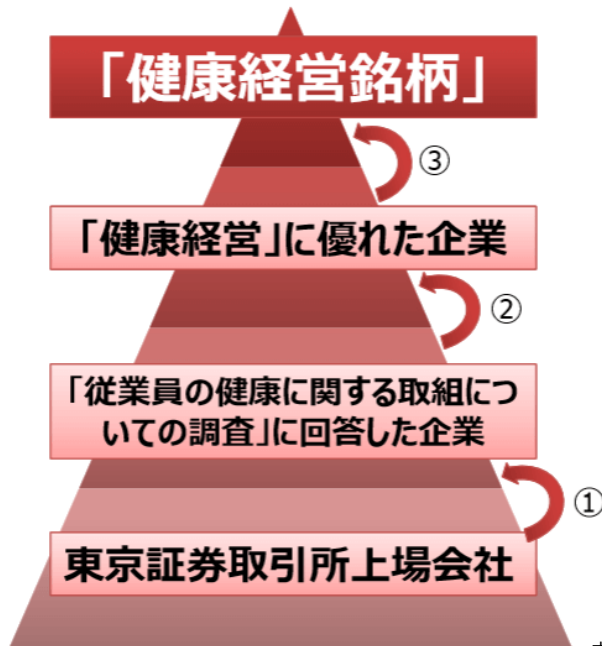 「健康経営銘柄」
③
「健康経営」に優れた企業
②
「従業員の健康に関する取組につ
いての調査」に回答した企業
①
東京証券取引所上場会社